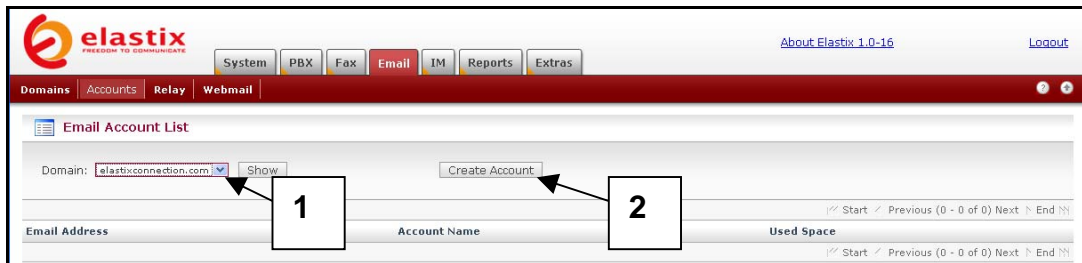 elastix
FREEDOM TO COMMUNICATE
About Elastix 1.0-16
Logout
System PBX Fax Email IM Reports Extras
Domains Accounts Relay Webmail
Email Account List
Domain: elastixconnection.com Show Create Account
1 2
Start Previous (0 - 0 of 0) Next End
Email Address Account Name Used Space
Start Previous (0 - 0 of 0) Next End